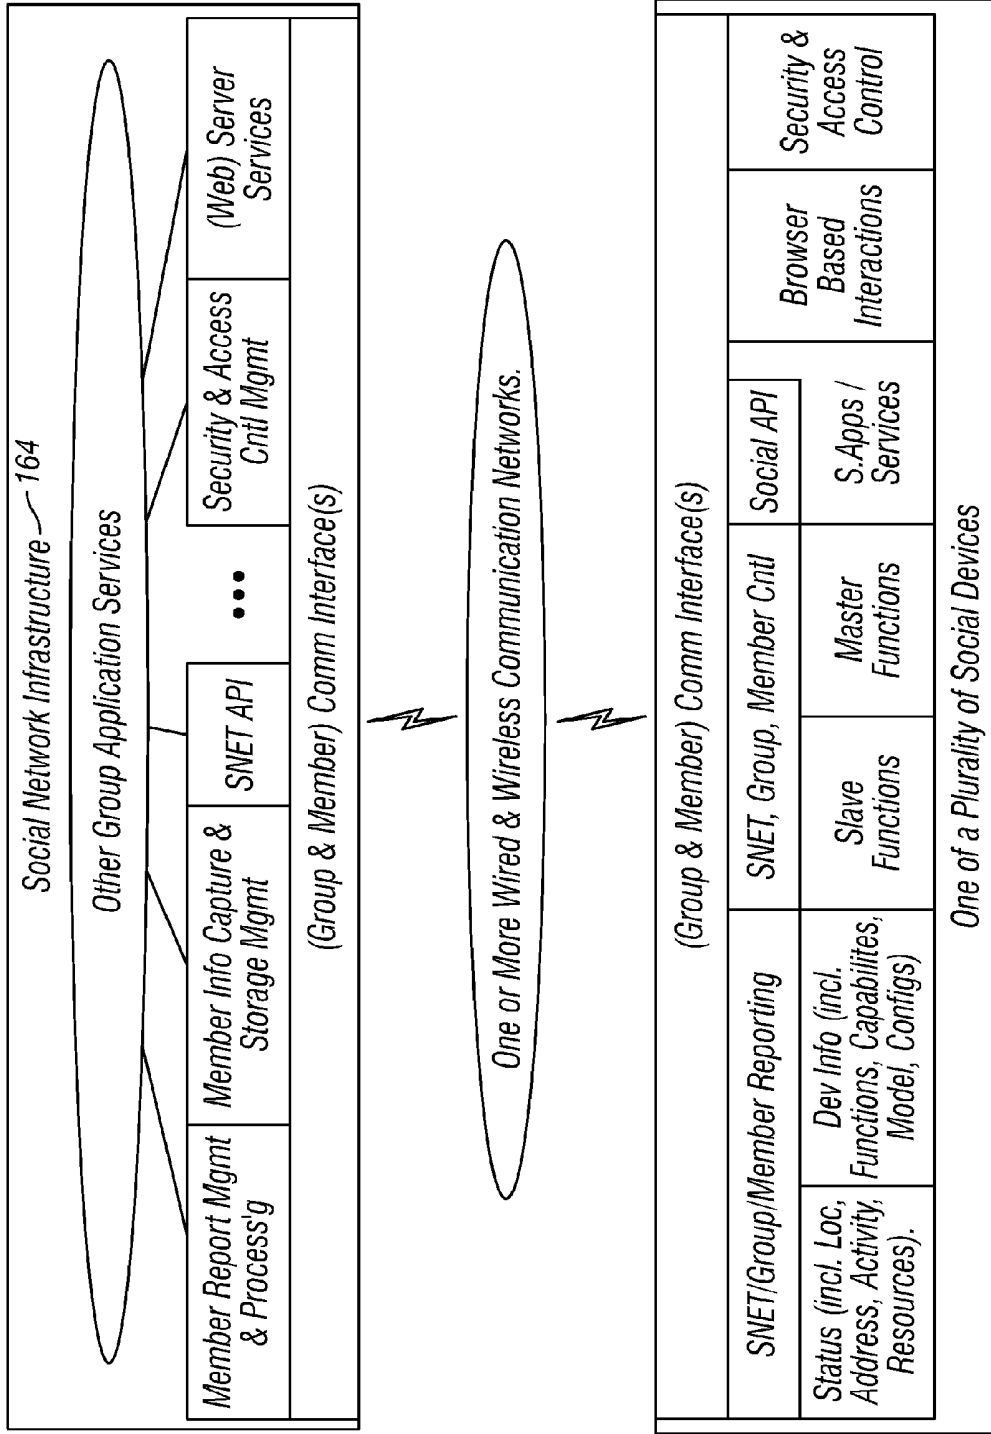 Social Network Infrastructure 164
Other Group Application Services
Member Report Mgmt
& Process'g
Member Info Capture &
Storage Mgmt
SNET API
•••
Security & Access
Cntl Mgmt
(Web) Server
Services
(Group & Member) Comm Interface(s)
One or More Wired & Wireless Communication Networks.
(Group & Member) Comm Interface(s)
SNET/Group/Member Reporting
Status (incl. Loc,
Address, Activity,
Resources).
Dev Info (incl.
Functions, Capabilites,
Model, Configs)
SNET, Group, Member Cntl
Slave
Functions
Master
Functions
Social API
S.Apps /
Services
Browser
Based
Interactions
Security &
Access
Control
One of a Plurality of Social Devices